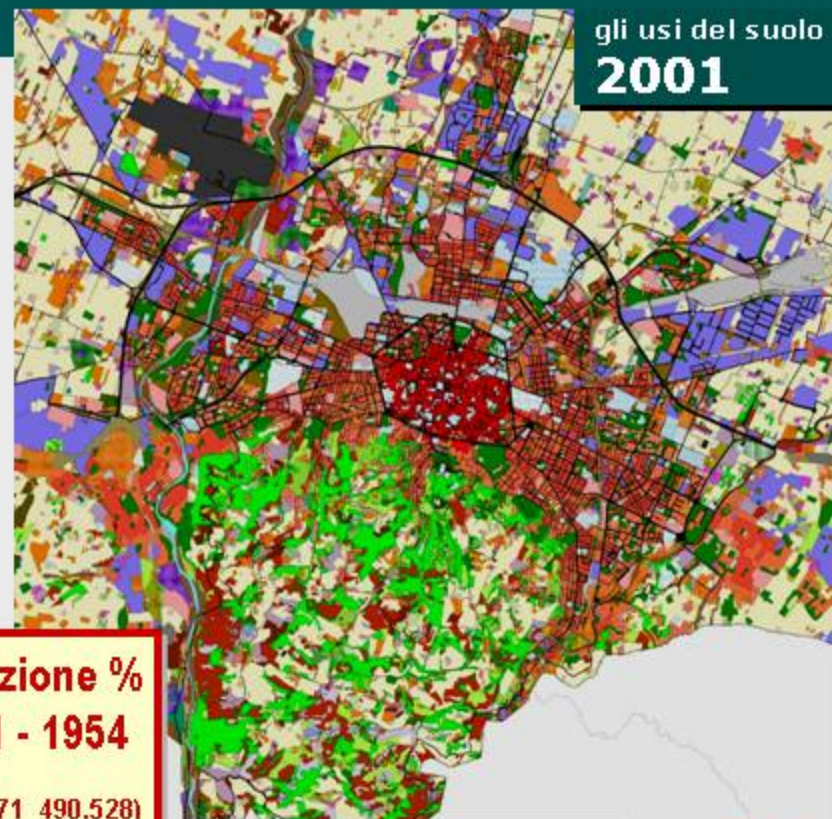 gli usi del suolo
2001
zione %
- 1954
71 490.528)